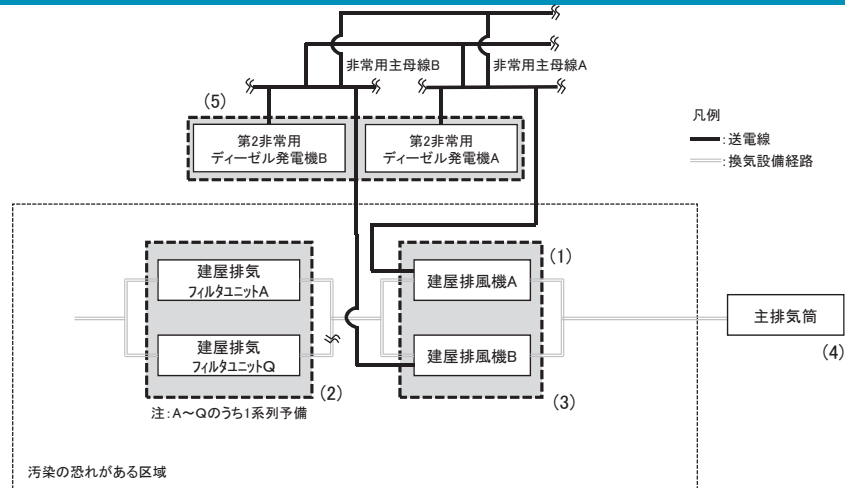 非常用主母線B
非常用主母線A
(5)
第2非常用
ディーゼル発電機B
第2非常用
ディーゼル発電機A
凡例
:送電線
:換気設備経路
(1)
建屋排気
フィルタユニットA
建屋排風機A
主排気筒
建屋排気
フィルタユニットQ
建屋排風機B
(4)
(2)
(3)
注:A~Qのうち1系列予備
汚染の恐れがある区域